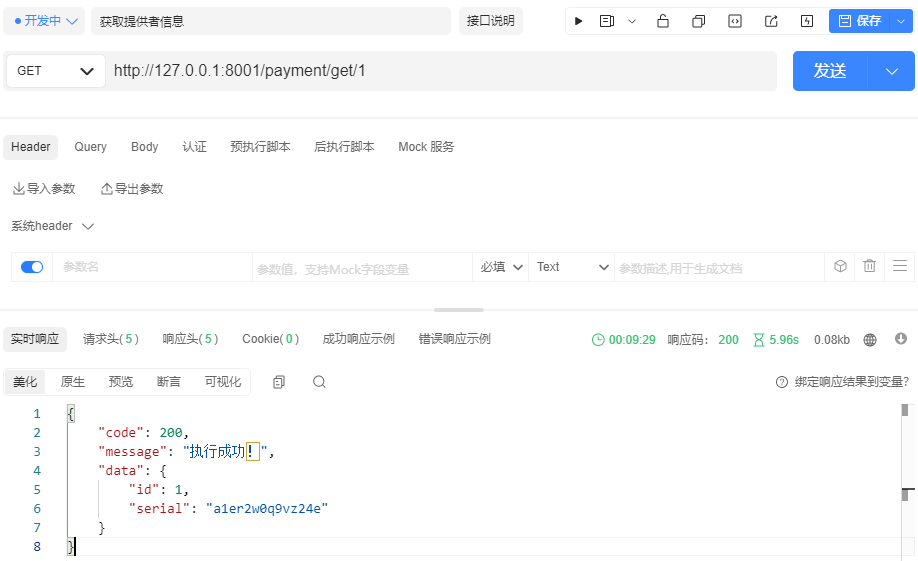 开发中 获取提供者信息 接口说明 保存
GET http://127.0.0.1:8001/payment/get/1 发送
Header Query Body 认证 预执行脚本 后执行脚本 Mock 服务
导入参数 导出参数
系统header
参数名 参数值，支持Mock字段变量 必填 Text 参数描述,用于生成文档
实时响应 请求头(5) 响应头(5) Cookie(0) 成功响应示例 错误响应示例 00:09:29 响应码: 200 5.96s 0.08kb
美化 原生 预览 断言 可视化 绑定响应结果到变量?
1 {
2 "code": 200,
3 "message": "执行成功！",
4 "data": {
5 "id": 1,
6 "serial": "a1er2w0q9vz24e"
7 }
8 }